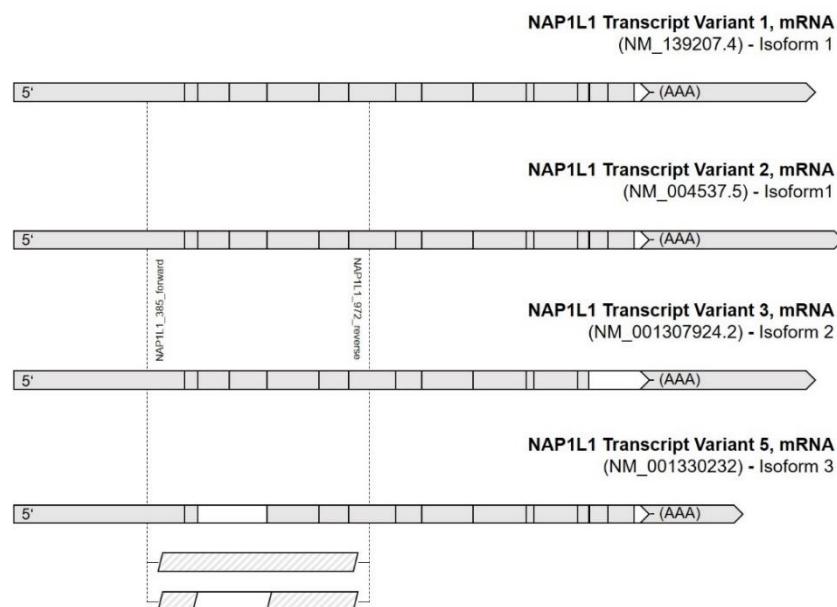 NAP1L1 Transcript Variant 1, mRNA
(NM_139207.4) - Isoform 1
5'
(AAA)
NAP1L1 Transcript Variant 2, mRNA
(NM_004537.5) - Isoform1
5'
(AAA)
NAP1L1_385_forward
NAP1L1_972_reverse
NAP1L1 Transcript Variant 3, mRNA
(NM_001307924.2) - Isoform 2
5'
(AAA)
NAP1L1 Transcript Variant 5, mRNA
(NM_001330232) - Isoform 3
5'
(AAA)